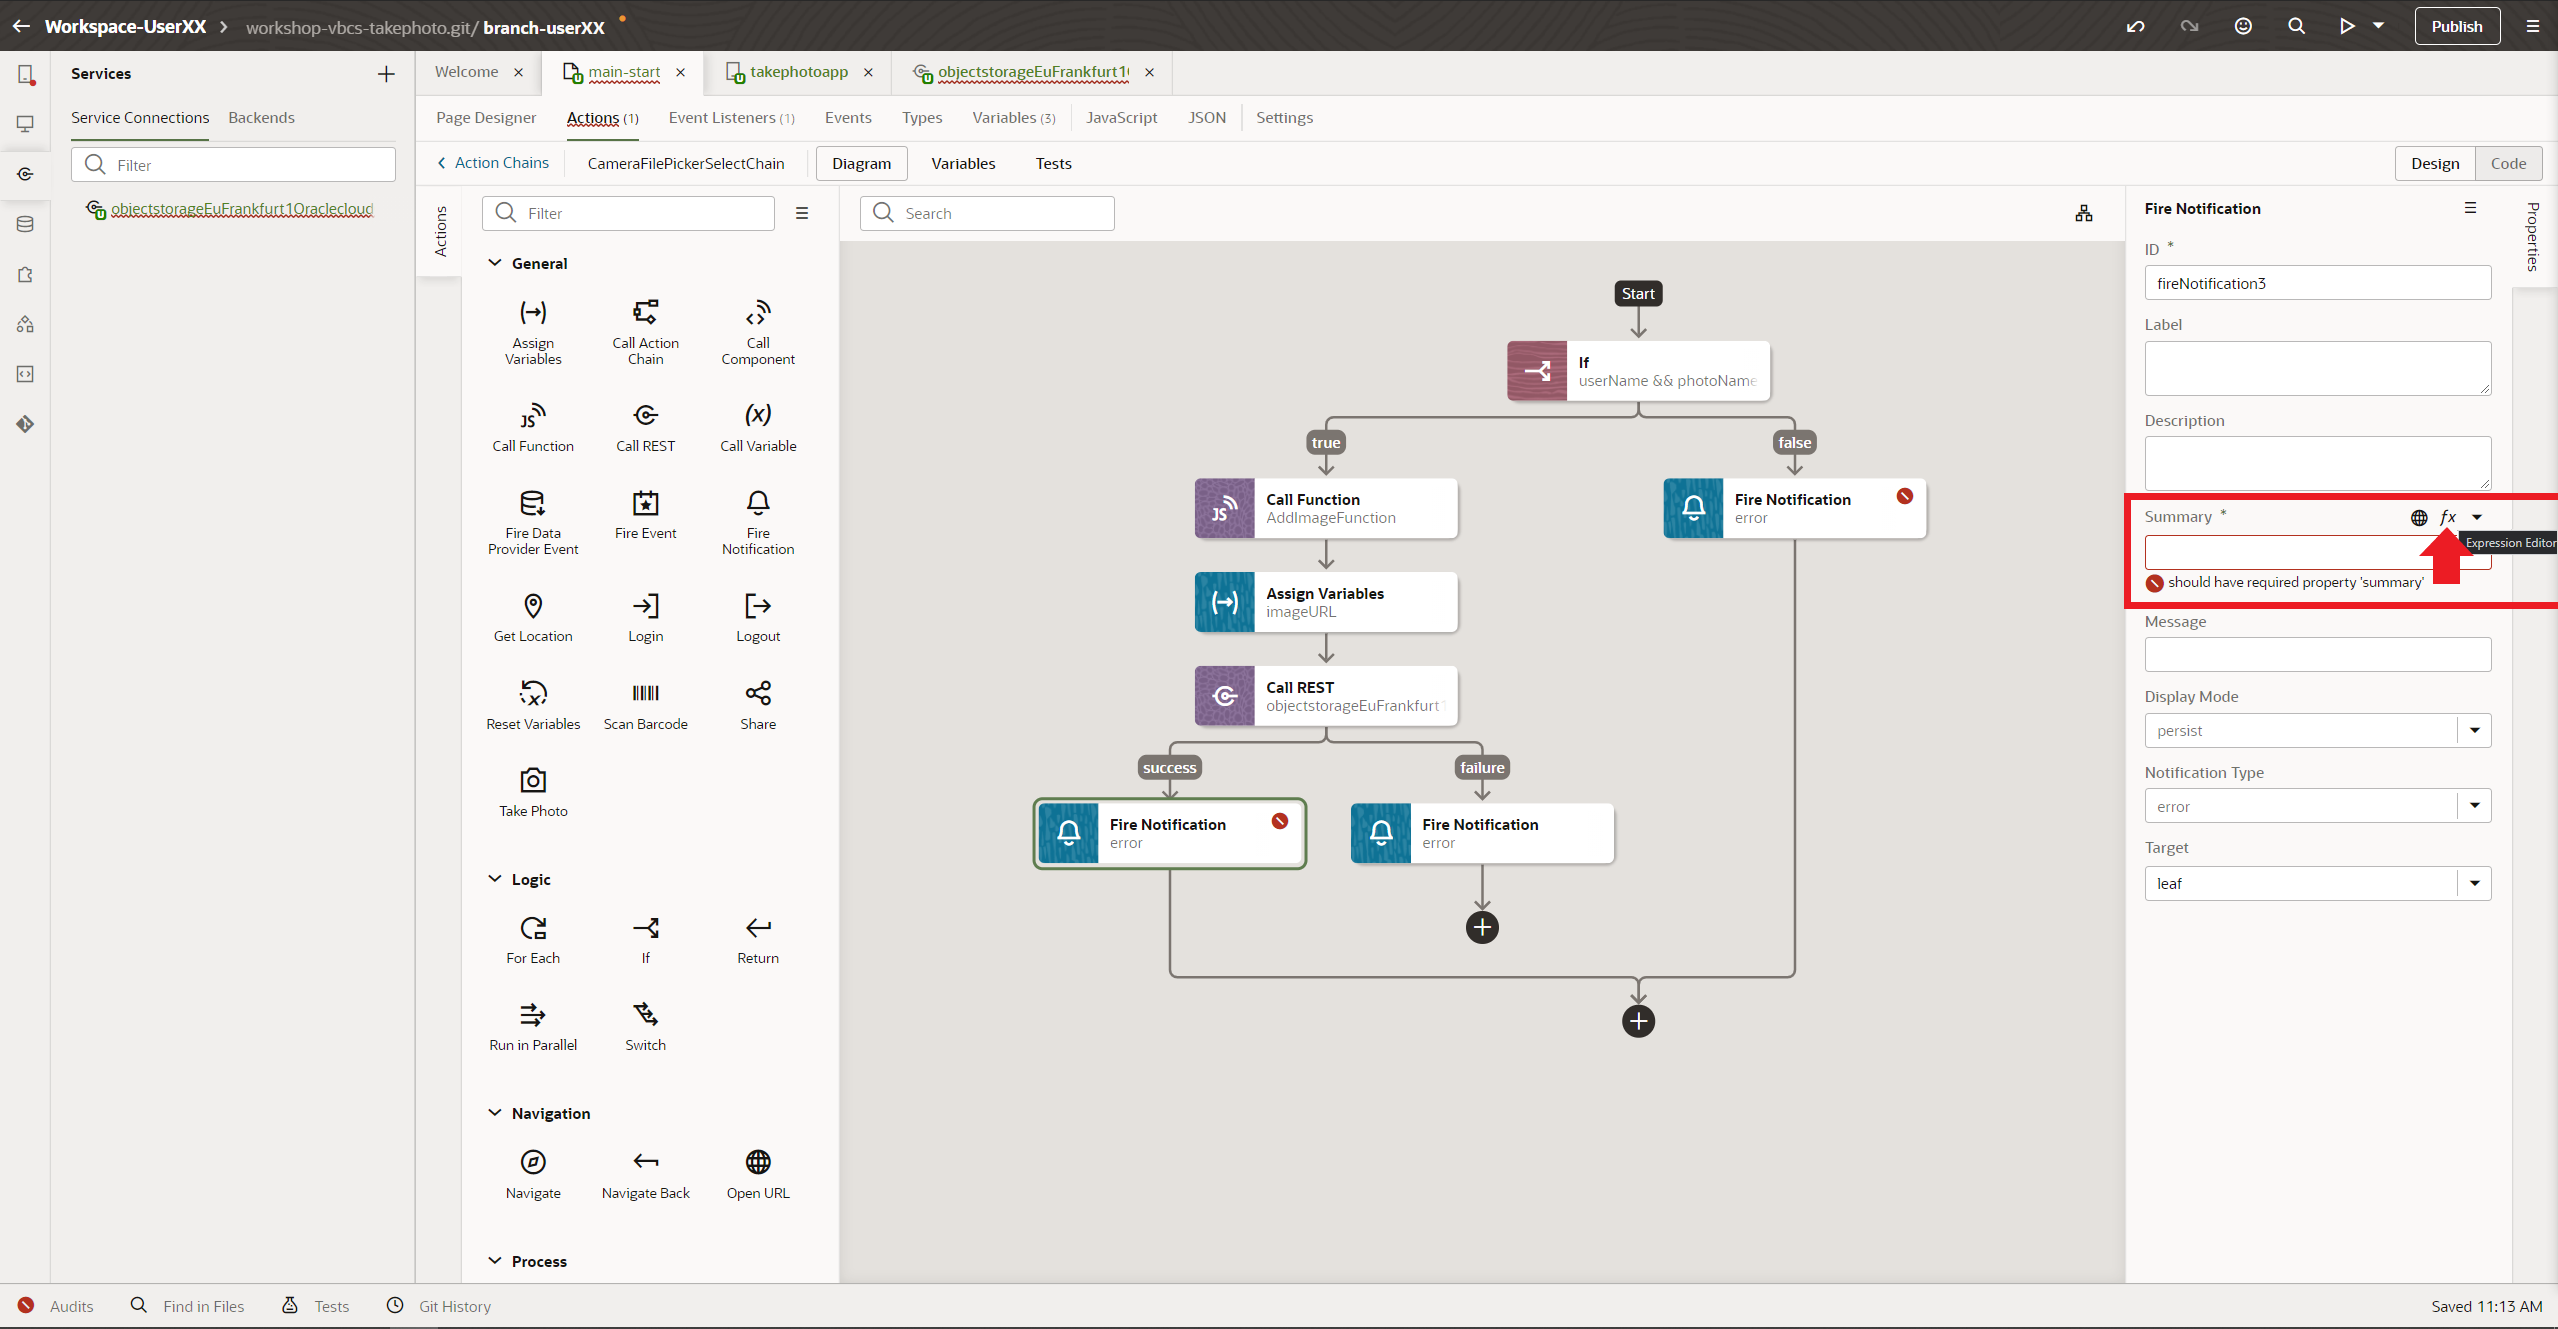 Workspace-UserXX > workshop-vbcs-takephoto.git/ branch-userXX
Publish
Services
Service Connections
Backends
Filter
objectstorageEuFrankfurt1Oraclecloud
Welcome
main-start
takephotoapp
objectstorageEuFrankfurt1
Page Designer
Actions (1)
Event Listeners (1)
Events
Types
Variables (3)
JavaScript
JSON
Settings
Action Chains
CameraFilePickerSelectChain
Diagram
Variables
Tests
Design
Code
Actions
Filter
General
Assign
Variables
Call Action
Chain
Call
Component
Call Function
Call REST
Call Variable
Fire Data
Provider Event
Fire Event
Fire
Notification
Get Location
Login
Logout
Reset Variables
Scan Barcode
Share
Take Photo
Logic
For Each
If
Return
Run in Parallel
Switch
Navigation
Navigate
Navigate Back
Open URL
Process
Search
Start
If
userName && photoName
true
false
Call Function
AddImageFunction
Fire Notification
error
Assign Variables
imageURL
Call REST
objectstorageEuFrankfurt1
success
failure
Fire Notification
error
Fire Notification
error
Properties
Fire Notification
ID *
fireNotification3
Label
Description
Summary *
fx
Expression Editor
should have required property 'summary'
Message
Display Mode
persist
Notification Type
error
Target
leaf
Audits
Find in Files
Tests
Git History
Saved 11:13 AM